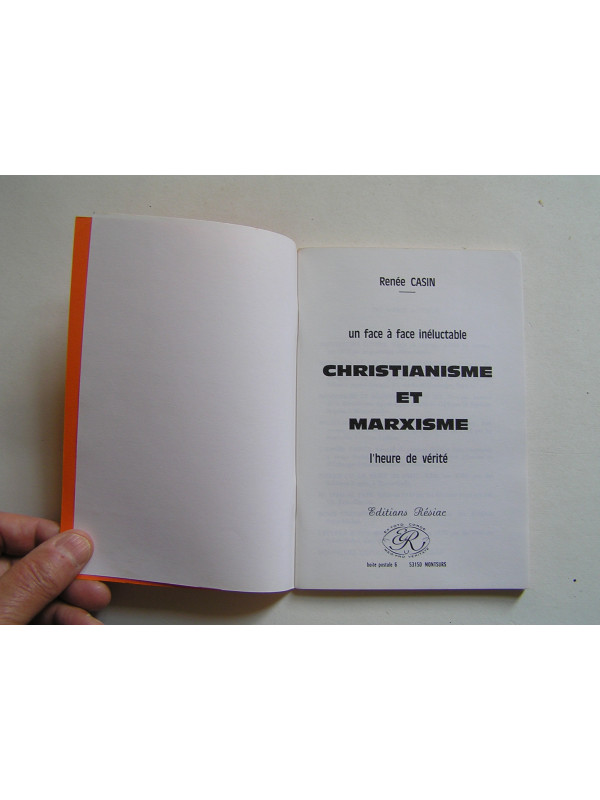 Renée CASIN
un face à face inéluctable
CHRISTIANISME
ET
MARXISME
l'heure de vérité
Editions Résiac
ER
boite postale 6 53150 MONTSURS